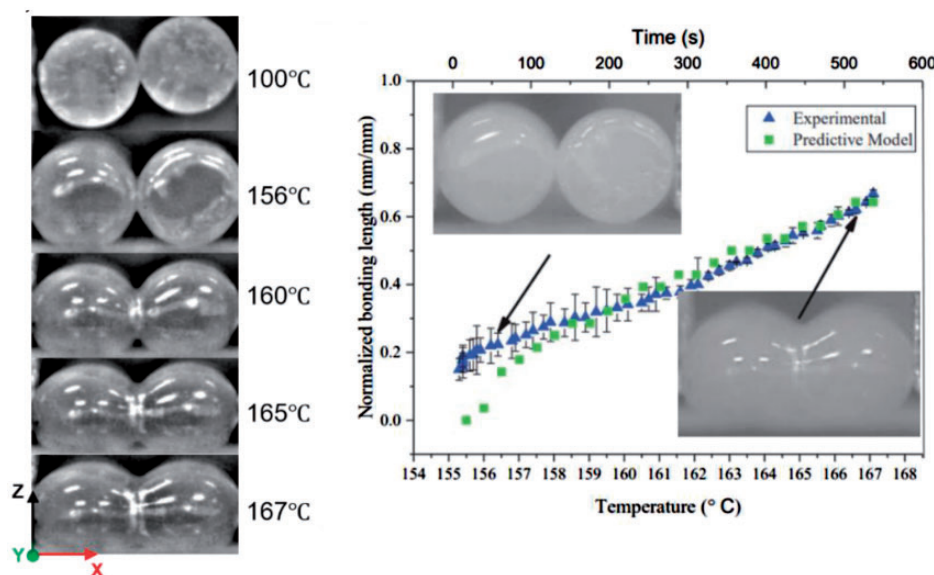 100°C
156°C
160°C
165°C
167°C
Z
Y
X
Time (s)
0 100 200 300 400 500 600
Normalized bonding length (mm/mm)
1.0
0.8
0.6
0.4
0.2
0.0
Experimental
Predictive Model
154 155 156 157 158 159 160 161 162 163 164 165 166 167 168
Temperature (° C)